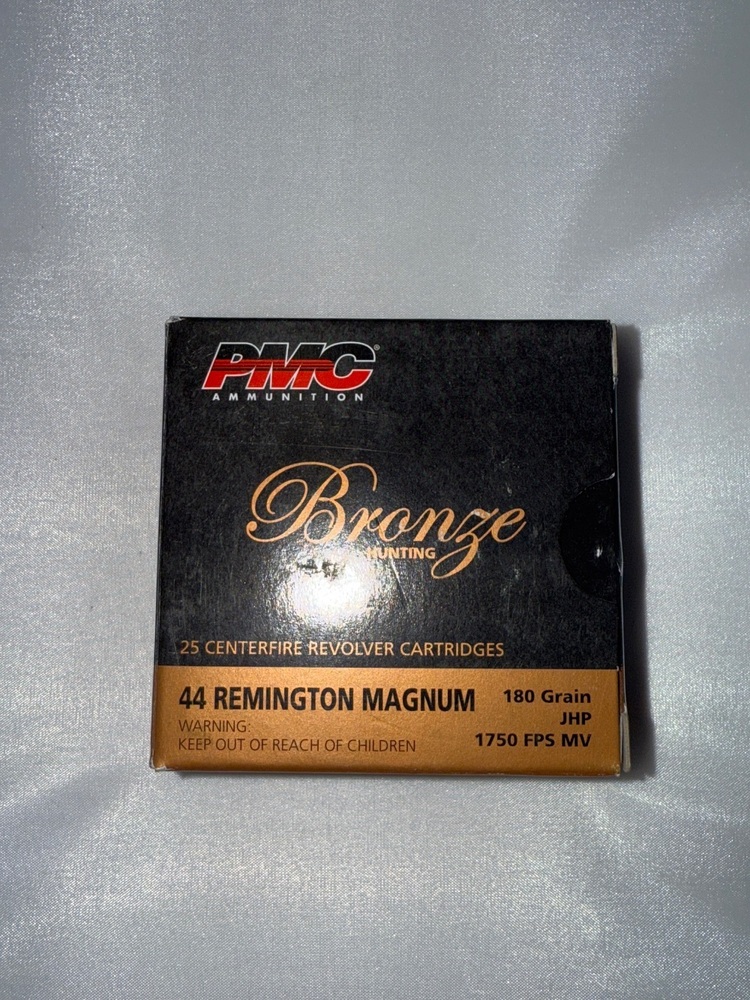 PMC®
AMMUNITION
Bronze
HUNTING
25 CENTERFIRE REVOLVER CARTRIDGES
44 REMINGTON MAGNUM
180 Grain
JHP
1750 FPS MV
WARNING:
KEEP OUT OF REACH OF CHILDREN